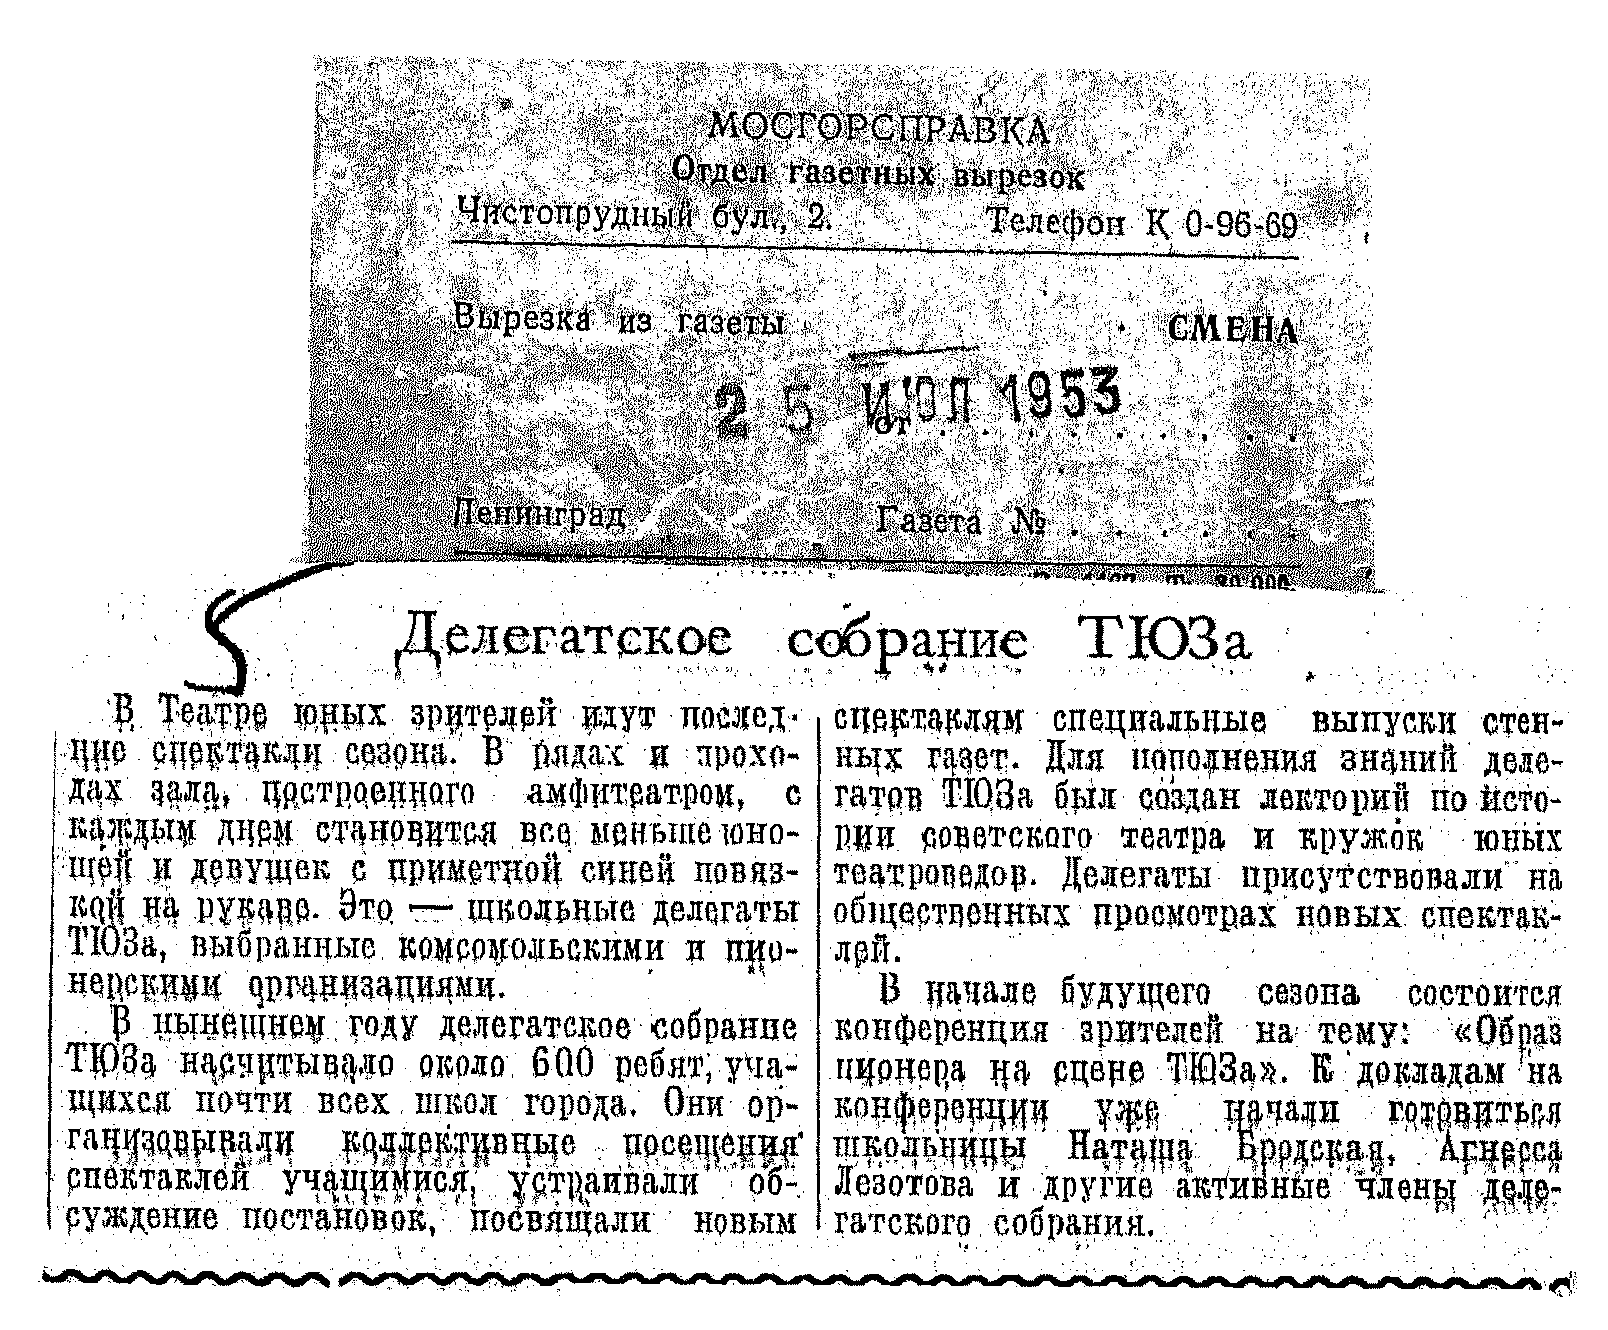 МОСГОРСПРАВКА
Отдел газетных вырезок
Чистопрудный бул., 2. Телефон К 0-96-69
Вырезка из газеты СМЕНА
25 ИЮЛ 1953
от . . . . . . . . .
Ленинград Газета № . . . . . .
Делегатское собрание ТЮЗа
В Театре юных зрителей идут послед-
ние спектакли сезона. В рядах и прохо-
дах зала, построенного амфитеатром, с
каждым днем становится все меньше юно-
шей и девушек с приметной синей повяз-
кой на рукаве. Это — школьные делегаты
ТЮЗа, выбранные комсомольскими и пио-
нерскими организациями.
В нынешнем году делегатское собрание
ТЮЗа насчитывало около 600 ребят, уча-
щихся почти всех школ города. Они ор-
ганизовывали коллективные посещения
спектаклей учащимися, устраивали об-
суждение постановок, посвящали новым
спектаклям специальные выпуски стен-
ных газет. Для пополнения знаний деле-
гатов ТЮЗа был создан лекторий по исто-
рии советского театра и кружок юных
театроведов. Делегаты присутствовали на
общественных просмотрах новых спектак-
лей.
В начале будущего сезона состоится
конференция зрителей на тему: «Образ
пионера на сцене ТЮЗа». К докладам на
конференции уже начали готовиться
школьницы Наташа Бродская, Агнесса
Лезотова и другие активные члены деле-
гатского собрания.